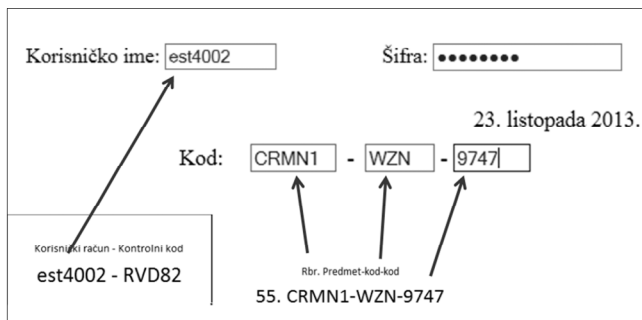 Korisničko ime: est4002 Šifra: ●●●●●●●●
23. listopada 2013.
Kod: CRMN1 - WZN - 9747
Korisnički račun - Kontrolni kod
est4002 - RVD82
Rbr. Predmet-kod-kod
55. CRMN1-WZN-9747